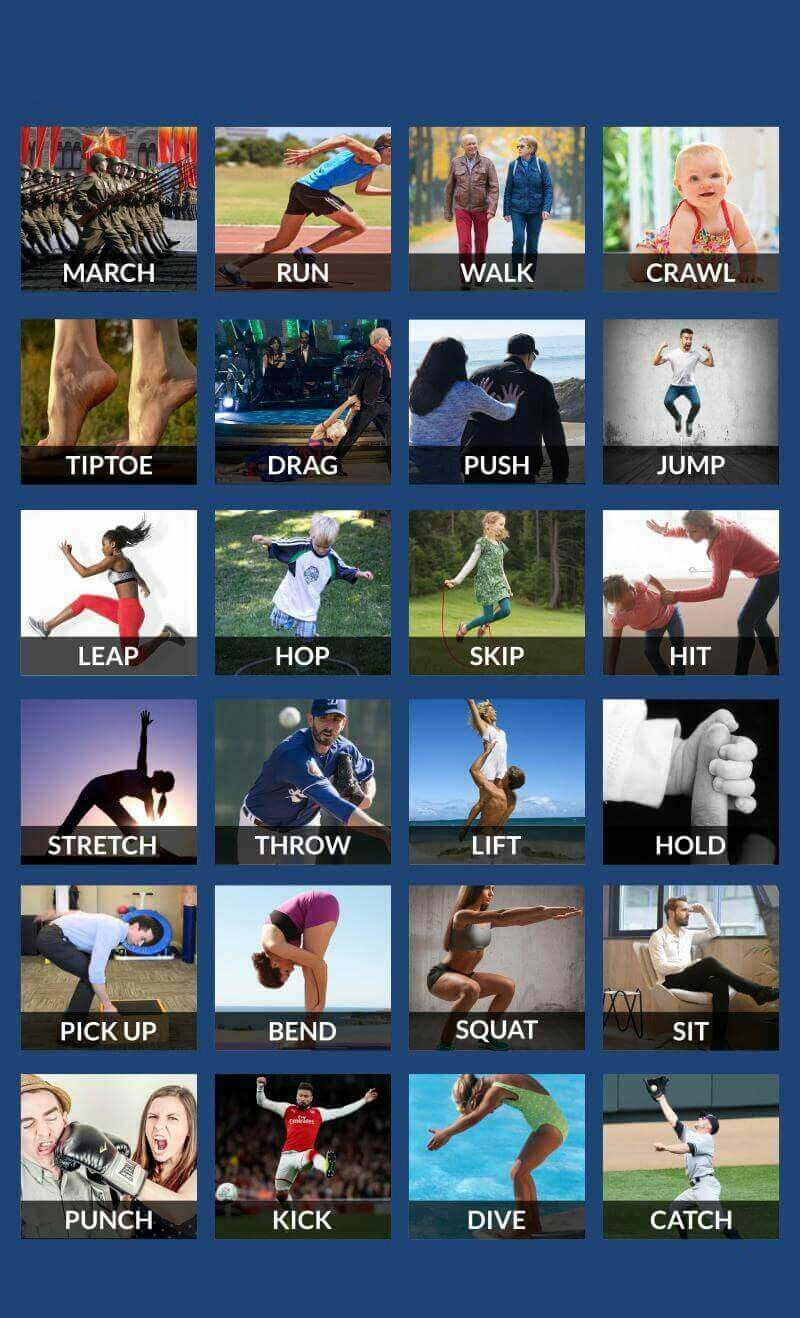 MARCH
RUN
WALK
CRAWL
TIPTOE
DRAG
PUSH
JUMP
LEAP
HOP
SKIP
HIT
STRETCH
THROW
LIFT
HOLD
PICK UP
BEND
SQUAT
SIT
PUNCH
KICK
DIVE
CATCH